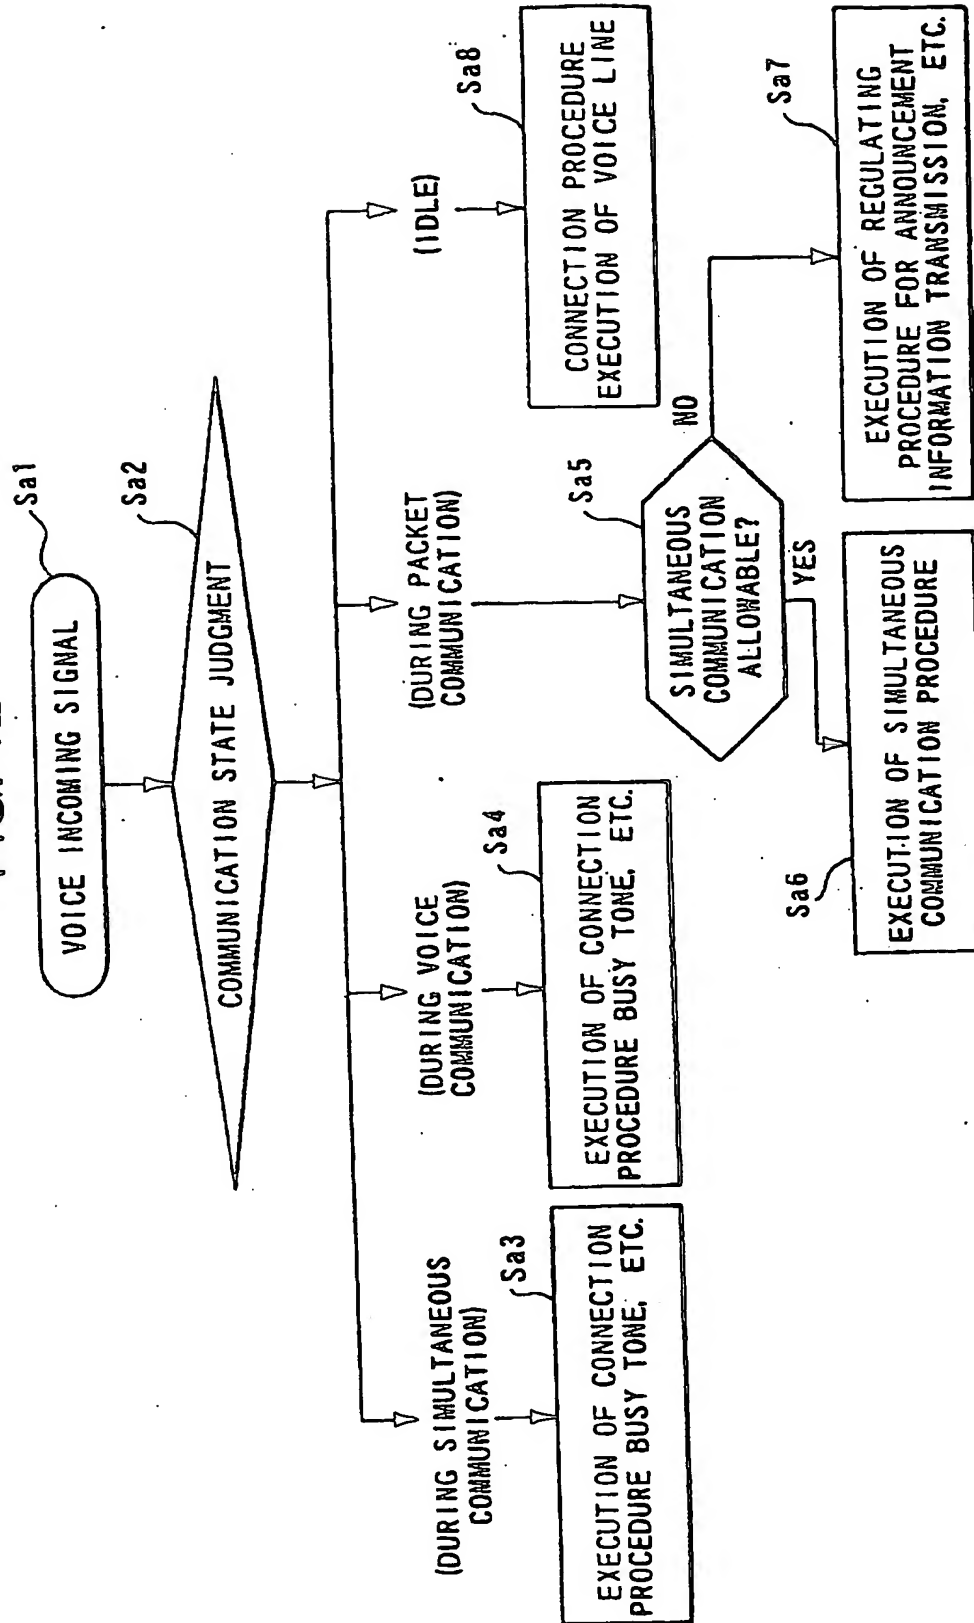 Sa1
VOICE INCOMING SIGNAL
Sa2
COMMUNICATION STATE JUDGMENT
(DURING SIMULTANEOUS
COMMUNICATION)
(DURING VOICE
COMMUNICATION)
(DURING PACKET
COMMUNICATION)
(IDLE)
Sa3
EXECUTION OF CONNECTION
PROCEDURE BUSY TONE, ETC.
Sa4
EXECUTION OF CONNECTION
PROCEDURE BUSY TONE, ETC.
Sa5
SIMULTANEOUS
COMMUNICATION
ALLOWABLE?
NO
YES
Sa8
CONNECTION PROCEDURE
EXECUTION OF VOICE LINE
Sa6
EXECUTION OF SIMULTANEOUS
COMMUNICATION PROCEDURE
Sa7
EXECUTION OF REGULATING
PROCEDURE FOR ANNOUNCEMENT
INFORMATION TRANSMISSION, ETC.